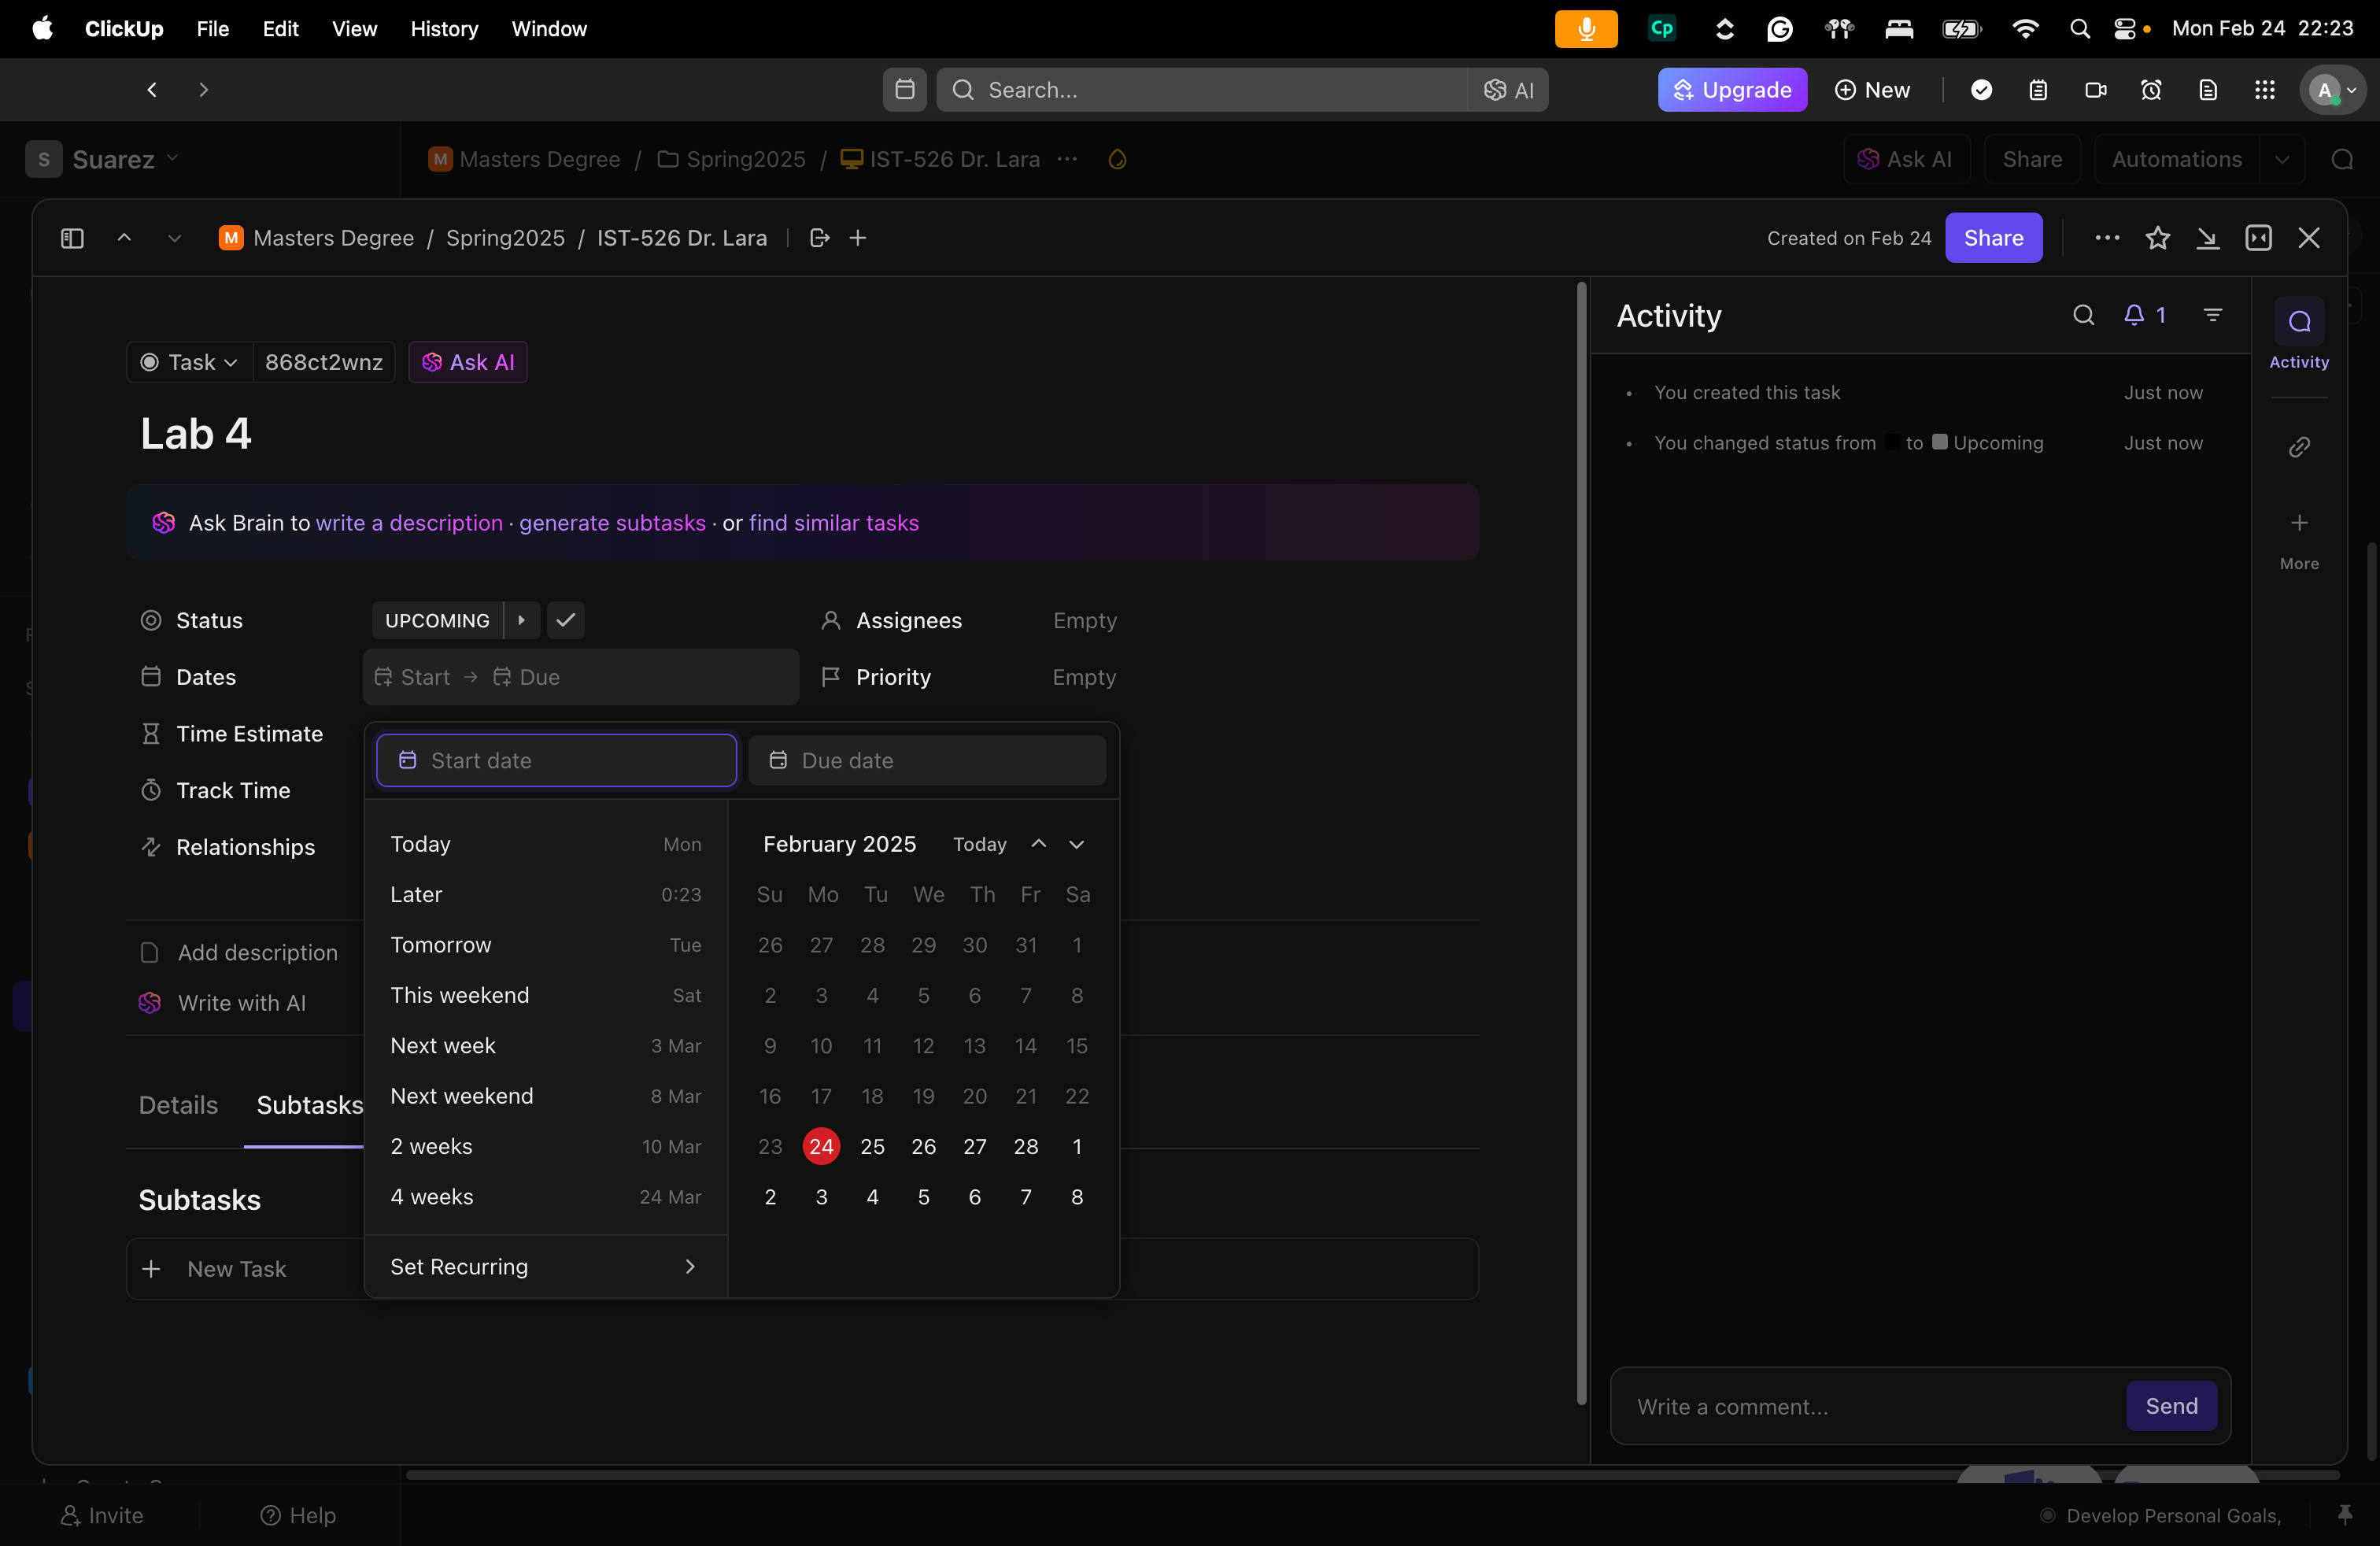 ClickUp File Edit View History Window Cp Mon Feb 24 22:23
Search... AI Upgrade New A
S Suarez M Masters Degree / Spring2025 / IST-526 Dr. Lara Ask AI Share Automations
M Masters Degree / Spring2025 / IST-526 Dr. Lara Created on Feb 24 Share
Activity 1
Activity
Task 868ct2wnz Ask AI
You created this task Just now
You changed status from to Upcoming Just now
Lab 4
Ask Brain to write a description · generate subtasks · or find similar tasks
More
Status UPCOMING Assignees Empty
Dates Start → Due Priority Empty
Time Estimate
Start date Due date
Track Time
Relationships
Today Mon
Later 0:23
Tomorrow Tue
This weekend Sat
Next week 3 Mar
Next weekend 8 Mar
2 weeks 10 Mar
4 weeks 24 Mar
Set Recurring
February 2025 Today
Su Mo Tu We Th Fr Sa
26 27 28 29 30 31 1
2 3 4 5 6 7 8
9 10 11 12 13 14 15
16 17 18 19 20 21 22
23 24 25 26 27 28 1
2 3 4 5 6 7 8
Add description
Write with AI
Details Subtasks
Subtasks
New Task
Write a comment... Send
Invite Help Develop Personal Goals,